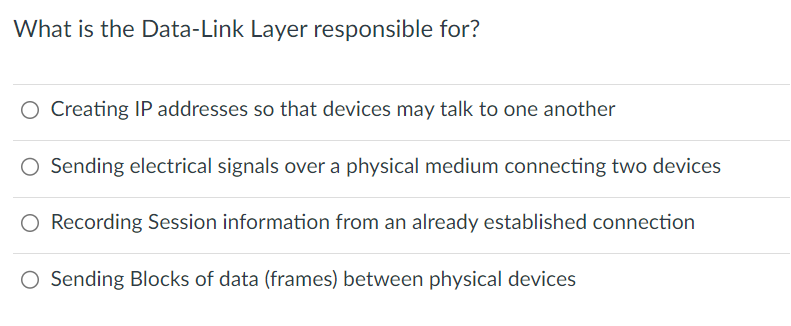 What is the Data-Link Layer responsible for?
Creating IP addresses so that devices may talk to one another
Sending electrical signals over a physical medium connecting two devices
Recording Session information from an already established connection
Sending Blocks of data (frames) between physical devices